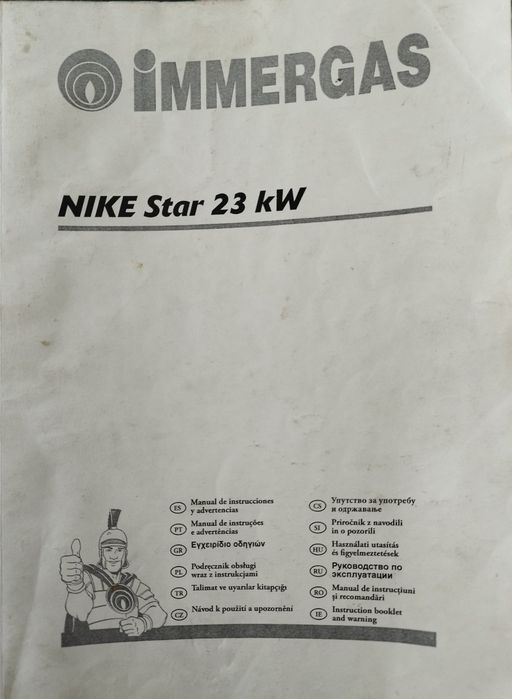 iMMERGAS
NIKE Star 23 kW
ES Manual de instrucciones
y advertencias
PT Manual de instruções
e advertências
GR Εγχειρίδιο οδηγιών
PL Podręcznik obsługi
wraz z instrukcjami
TR Talimat ve uyarılar kitapçığı
CZ Návod k použití a upozornění
CS Упутство за употребу
и одржавање
SI Priročnik z navodili
in o pozorili
HU Használati utasítás
és figyelmeztetések
RU Руководство по
эксплуатации
RO Manual de instrucţiuni
şi recomandări
IE Instruction booklet
and warning